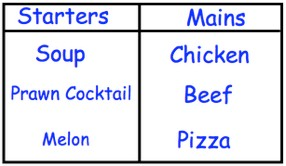 Starters Mains
Soup Chicken
Prawn Cocktail Beef
Melon Pizza